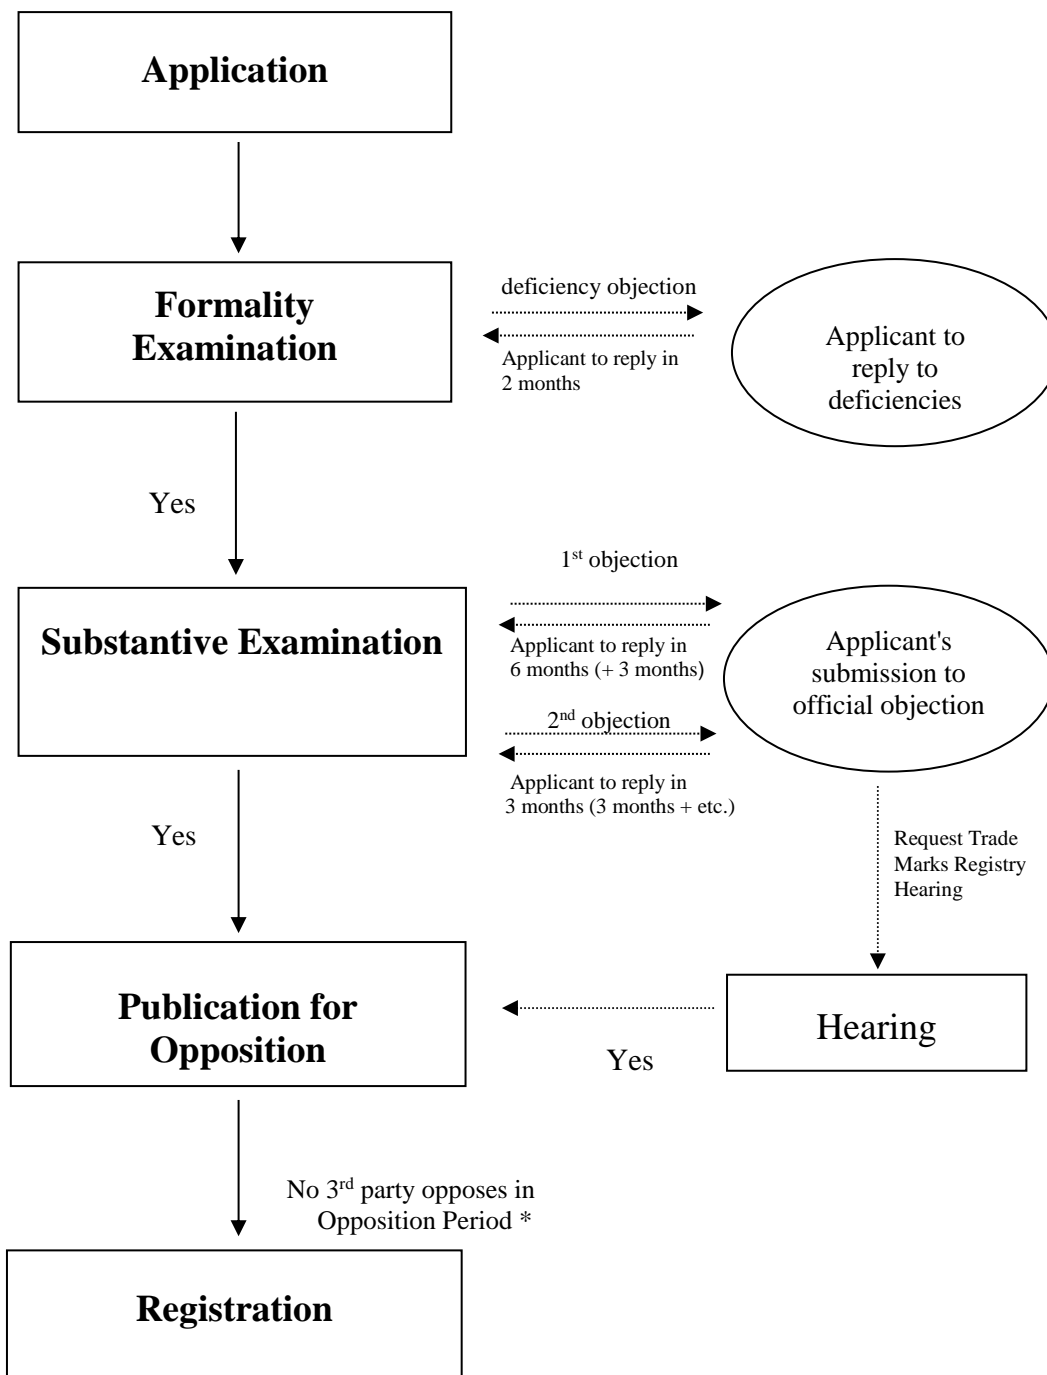 Application
Formality
Examination
deficiency objection
Applicant to reply in
2 months
Applicant to
reply to
deficiencies
Yes
Substantive Examination
1st objection
Applicant to reply in
6 months (+ 3 months)
2nd objection
Applicant to reply in
3 months (3 months + etc.)
Applicant's
submission to
official objection
Yes
Request Trade
Marks Registry
Hearing
Publication for
Opposition
Yes
Hearing
No 3rd party opposes in
Opposition Period *
Registration